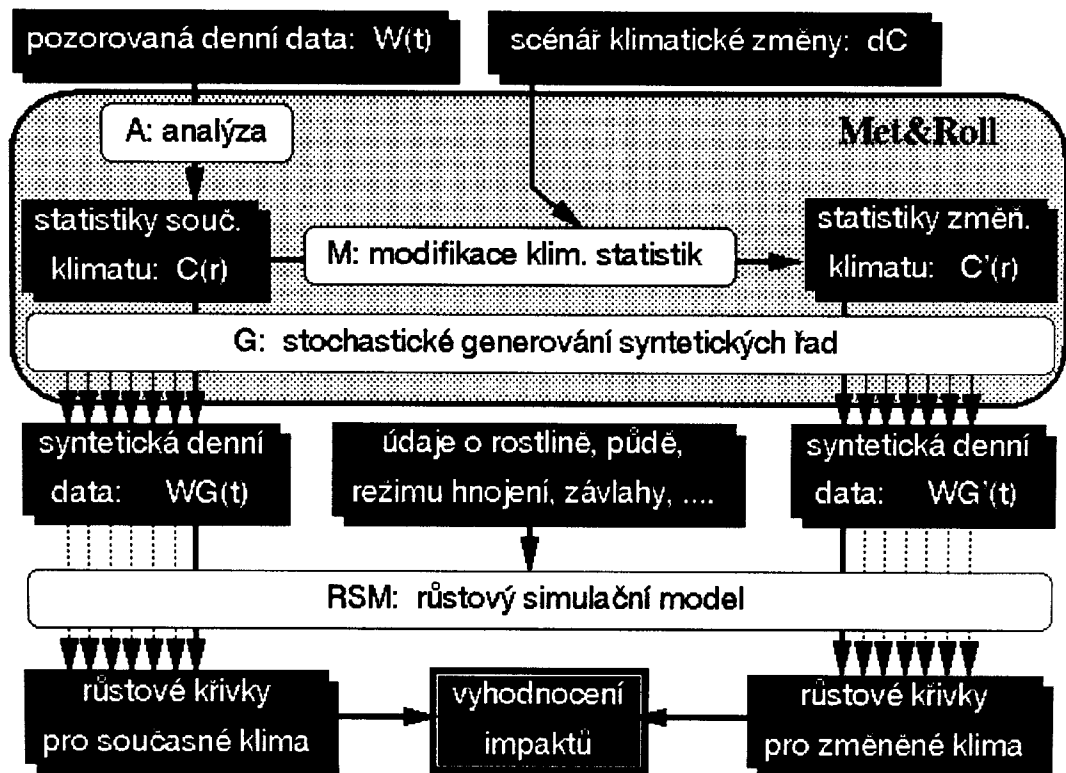 pozorovaná denní data: W(t)
scénář klimatické změny: dC
A: analýza
Met&Roll
statistiky souč.
klimatu: C(r)
M: modifikace klim. statistik
statistiky změň.
klimatu: C'(r)
G: stochastické generování syntetických řad
syntetická denní
data: WG(t)
údaje o rostlině, půdě,
režimu hnojení, závlahy, ....
syntetická denní
data: WG'(t)
RSM: růstový simulační model
růstové křivky
pro současné klima
vyhodnocení
impaktů
růstové křivky
pro změněné klima